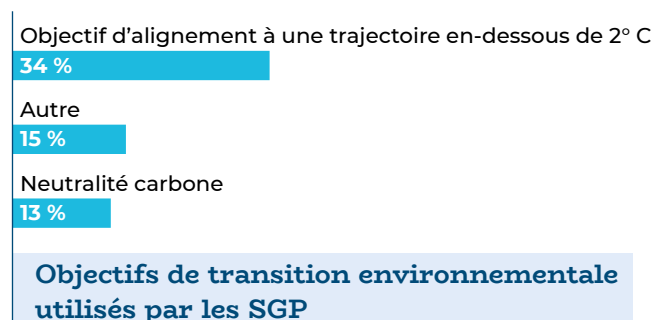 Objectif d’alignement à une trajectoire en-dessous de 2° C
34 %
Autre
15 %
Neutralité carbone
13 %
Objectifs de transition environnementale
utilisés par les SGP